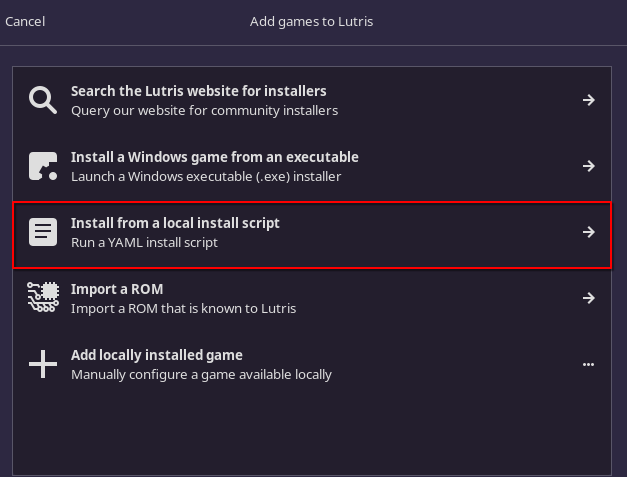 Cancel
Add games to Lutris
Search the Lutris website for installers
Query our website for community installers
Install a Windows game from an executable
Launch a Windows executable (.exe) installer
Install from a local install script
Run a YAML install script
Import a ROM
Import a ROM that is known to Lutris
Add locally installed game
Manually configure a game available locally